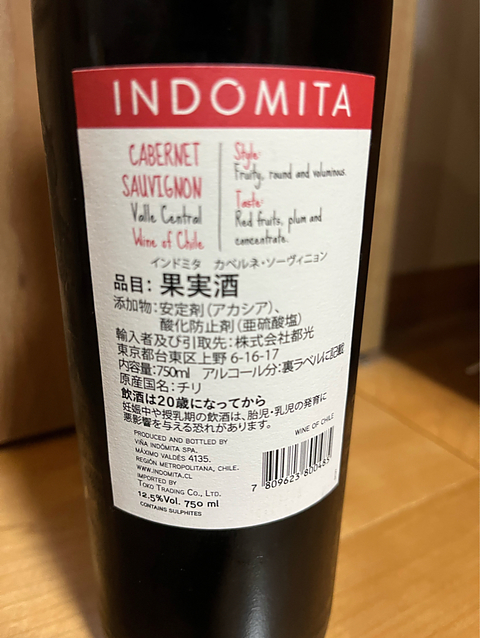 INDOMITA
CABERNET
SAUVIGNON
Valle Central
Wine of Chile
Style:
Fruity, round and voluminous.
Taste:
Red fruits, plum and
concentrate.
インドミタ カベルネ・ソーヴィニョン
品目：果実酒
添加物：安定剤(アカシア)、
酸化防止剤(亜硫酸塩)
輸入者及び引取先：株式会社都光
東京都台東区上野 6-16-17
内容量：750ml アルコール分：裏ラベルに記載
原産国名：チリ
飲酒は20歳になってから
妊娠中や授乳期の飲酒は、胎児・乳児の発育に
悪影響を与える恐れがあります。
PRODUCED AND BOTTLED BY
VIÑA INDÓMITA SPA.
MÁXIMO VALDÉS 4135.
REGIÓN METROPOLITANA, CHILE.
WWW.INDOMITA.CL
IMPORTED BY
TOKO TRADING CO., LTD.
12.5%Vol. 750 ml
CONTAINS SULPHITES
WINE OF CHILE
7 809623 800485